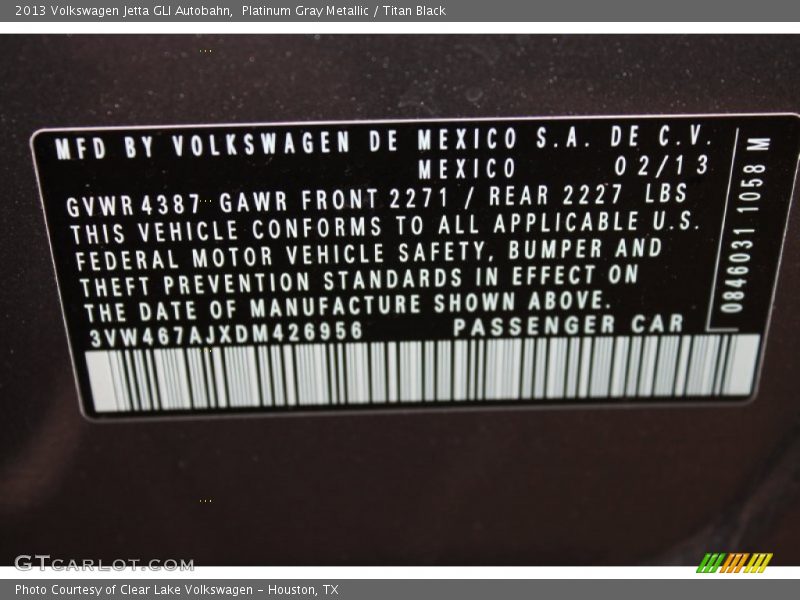 2013 Volkswagen Jetta GLI Autobahn,  Platinum Gray Metallic / Titan Black
MFD BY VOLKSWAGEN DE MEXICO S.A. DE C.V.
MEXICO 02/13
GVWR 4387 GAWR FRONT 2271 / REAR 2227 LBS
THIS VEHICLE CONFORMS TO ALL APPLICABLE U.S.
FEDERAL MOTOR VEHICLE SAFETY, BUMPER AND
THEFT PREVENTION STANDARDS IN EFFECT ON
THE DATE OF MANUFACTURE SHOWN ABOVE.
3VW467AJXDM426956 PASSENGER CAR
0846031 1058 M
GTCARLOT.COM
Photo Courtesy of Clear Lake Volkswagen - Houston, TX